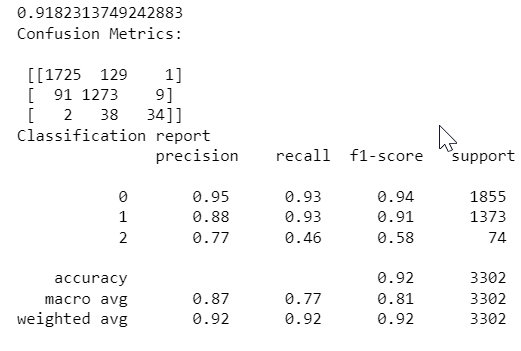 0.9182313749242883
Confusion Metrics:
[[1725 129 1]
[ 91 1273 9]
[ 2 38 34]]
Classification report
precision recall f1-score support
0 0.95 0.93 0.94 1855
1 0.88 0.93 0.91 1373
2 0.77 0.46 0.58 74
accuracy 0.92 3302
macro avg 0.87 0.77 0.81 3302
weighted avg 0.92 0.92 0.92 3302